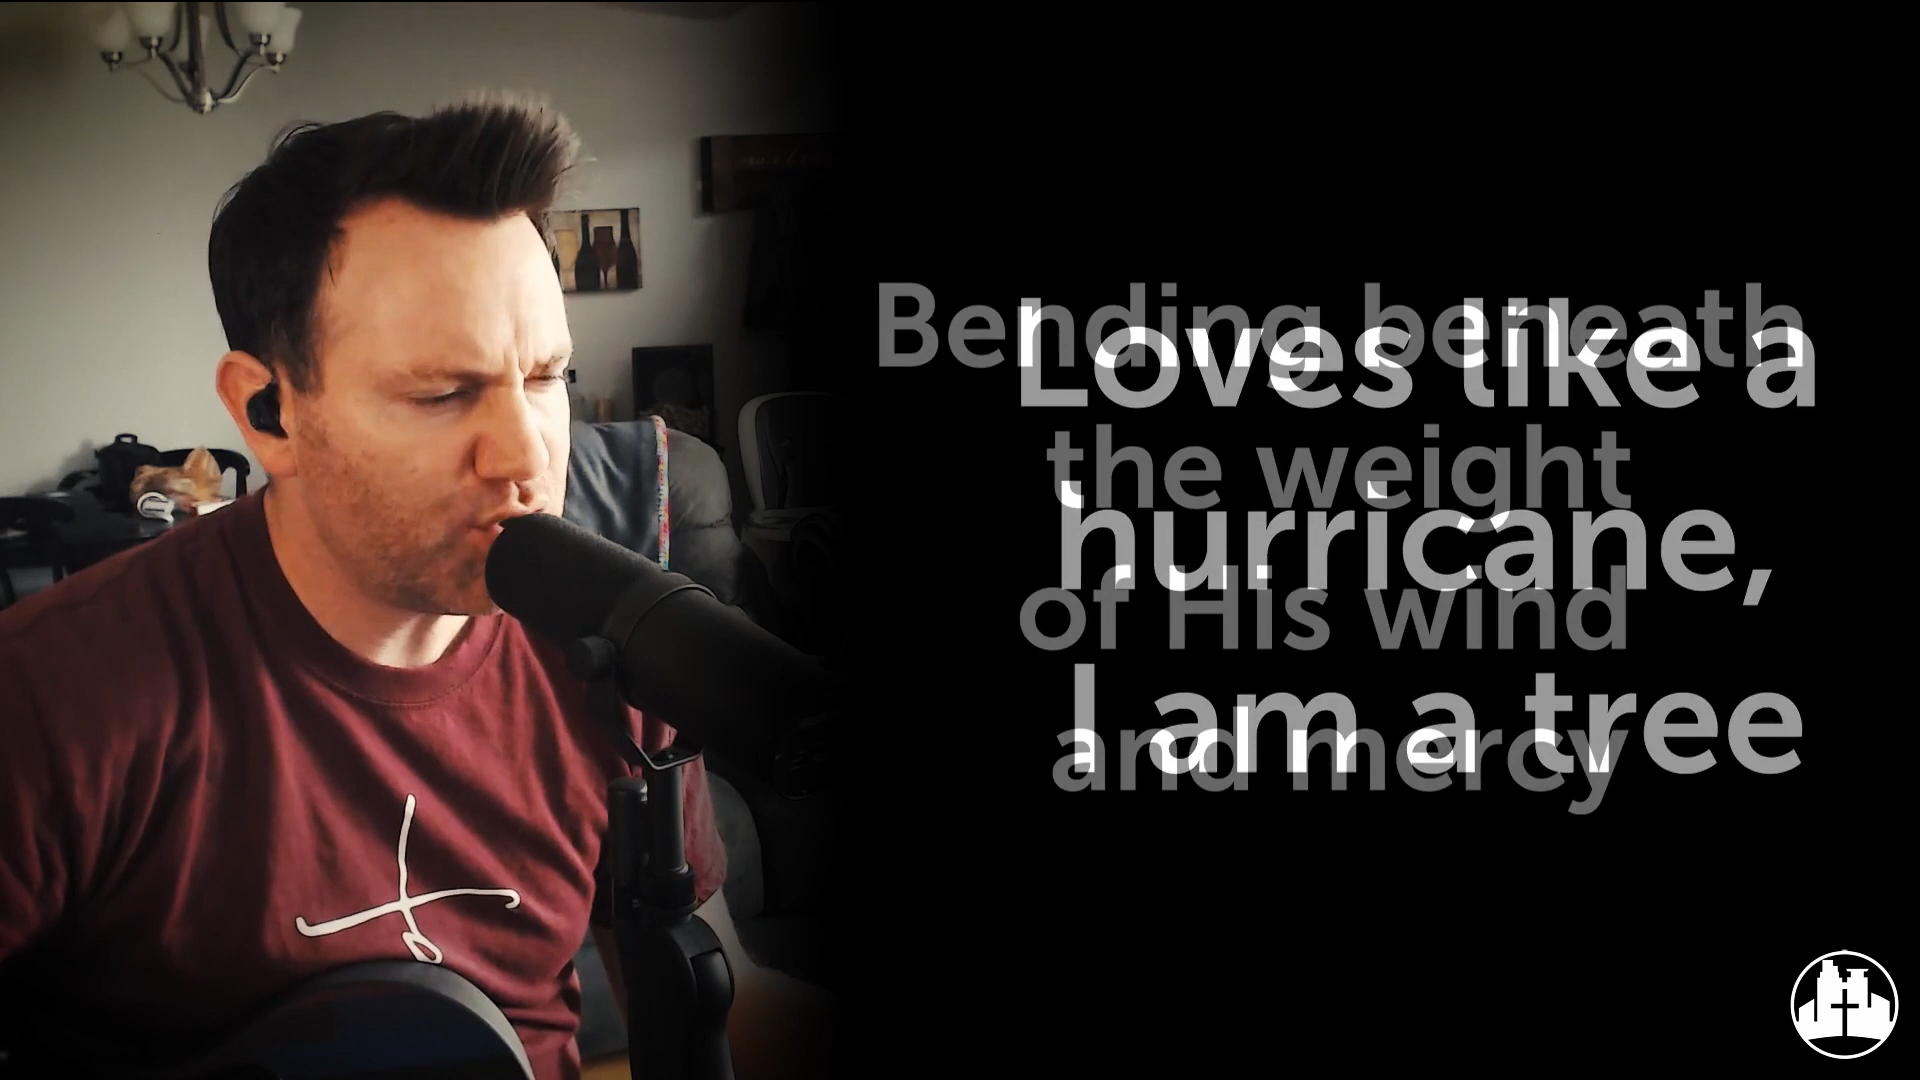 Loves like a
hurricane,
I am a tree
Bending beneath
the weight
of His wind
and mercy